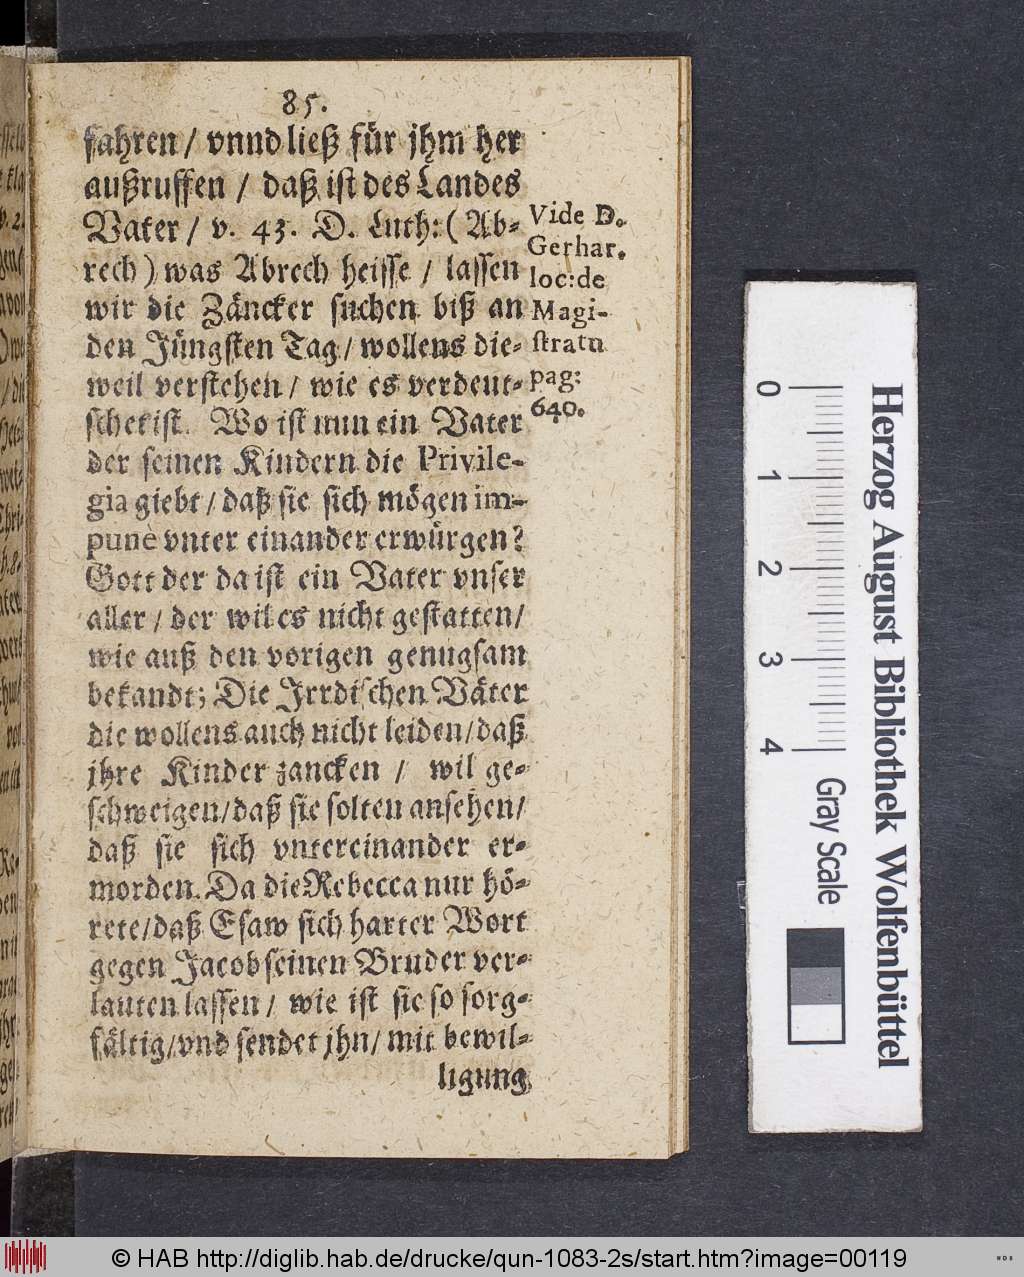 85.
fahren / vnnd ließ für jhm her
außruffen / daß ist des Landes
Vater / v. 43. D. Luth: ( Ab-
rech ) was Abrech heisse / lassen
wir die Zäncker suchen biß an
den Jüngsten Tag / wollens die-
weil verstehen / wie es verdeut-
schet ist. Wo ist nun ein Vater
der seinen Kindern die Privile-
gia giebt / daß sie sich mögen im-
pune vnter einander erwürgen?
Gott der da ist ein Vater vnser
aller / der wil es nicht gestatten /
wie auß den vorigen genugsam
bekandt; Die Jrrdischen Väter
die wollens auch nicht leiden / daß
jhre Kinder zancken / wil ge-
schweigen / daß sie solten ansehen /
daß sie sich vntereinander er-
morden. Da die Rebecca nur hö-
rete / daß Esaw sich harter Wort
gegen Jacob seinen Bruder ver-
lauten lassen / wie ist sie so sorg-
fältig / vnd sendet jhn / mit bewil-
ligung
Vide D.
Gerhar.
loc: de
Magi-
stratu
pag:
640.
0 1 2 3 4
Gray Scale
Herzog August Bibliothek Wolfenbüttel
© HAB http://diglib.hab.de/drucke/qun-1083-2s/start.htm?image=00119